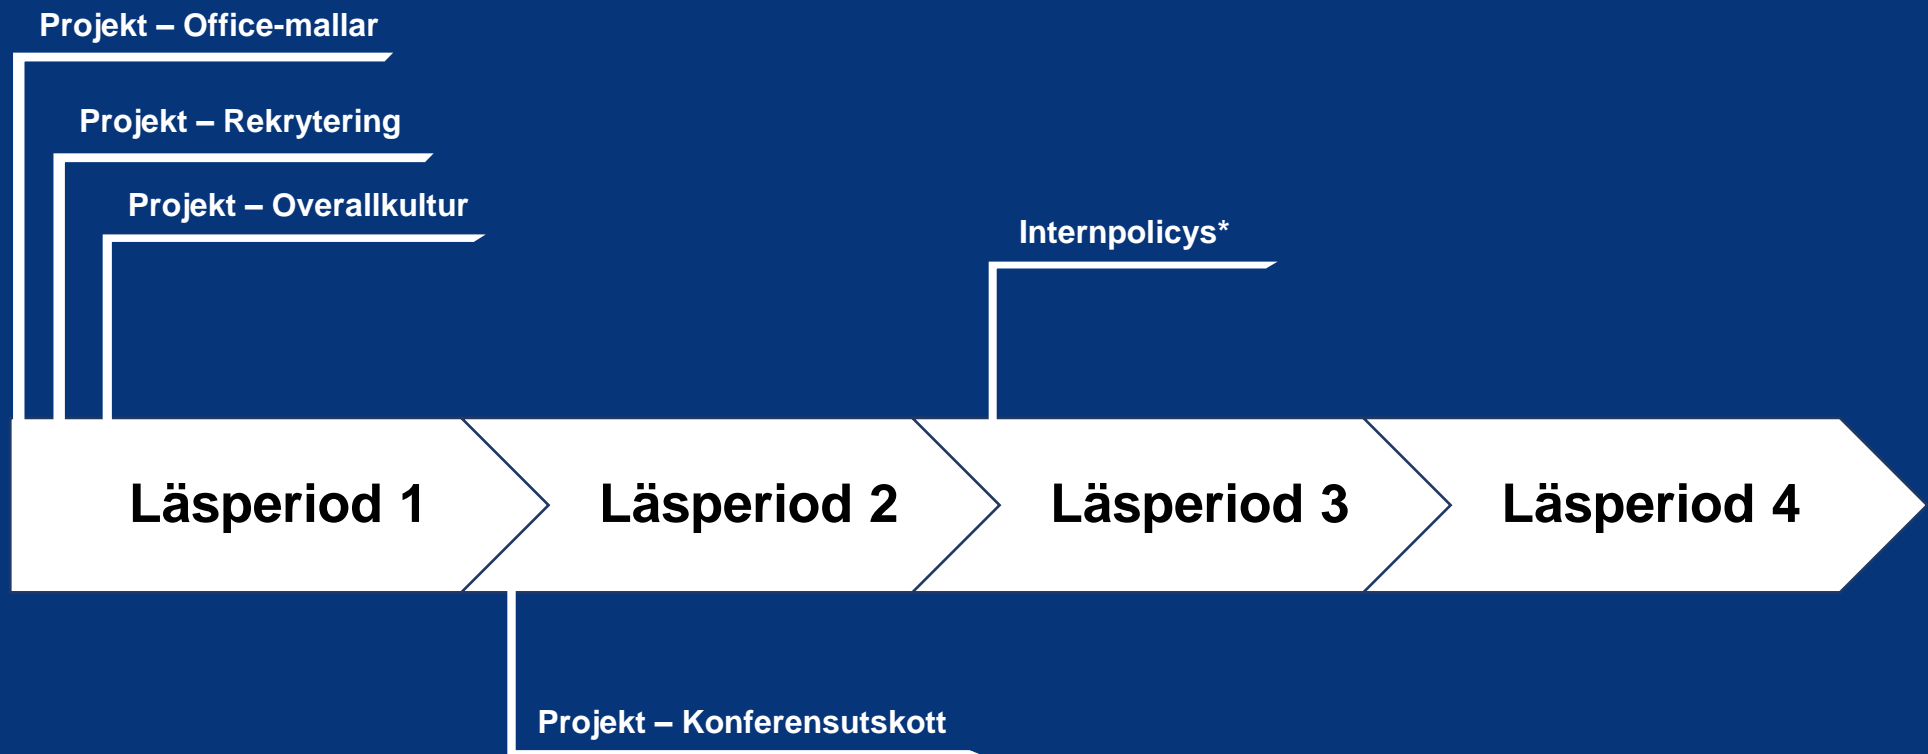 Projekt – Office-mallar
Projekt – Rekrytering
Projekt – Overallkultur
Internpolicys*
Läsperiod 1
Läsperiod 2
Läsperiod 3
Läsperiod 4
Projekt – Konferensutskott